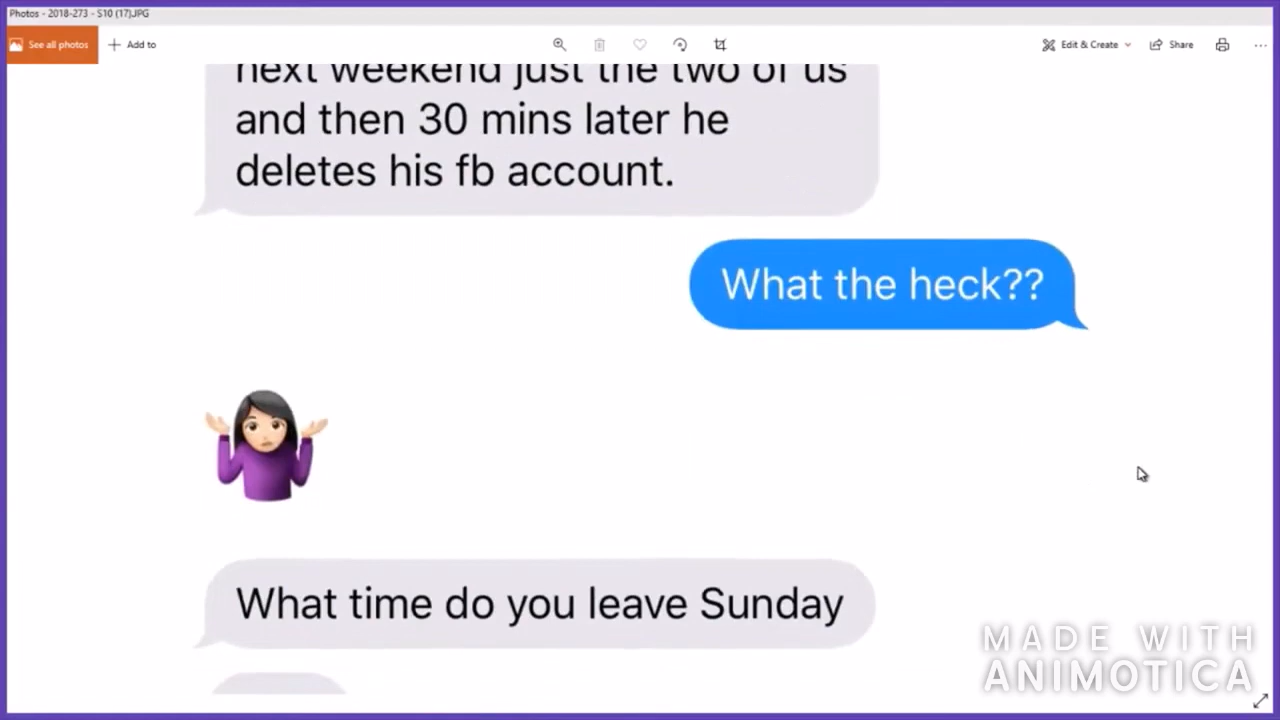 Photos - 2018-273 - S10 (17).JPG
See all photos
Add to
Edit & Create
Share
next weekend just the two of us
and then 30 mins later he
deletes his fb account.
What the heck??
What time do you leave Sunday
MADE WITH
ANIMOTICA